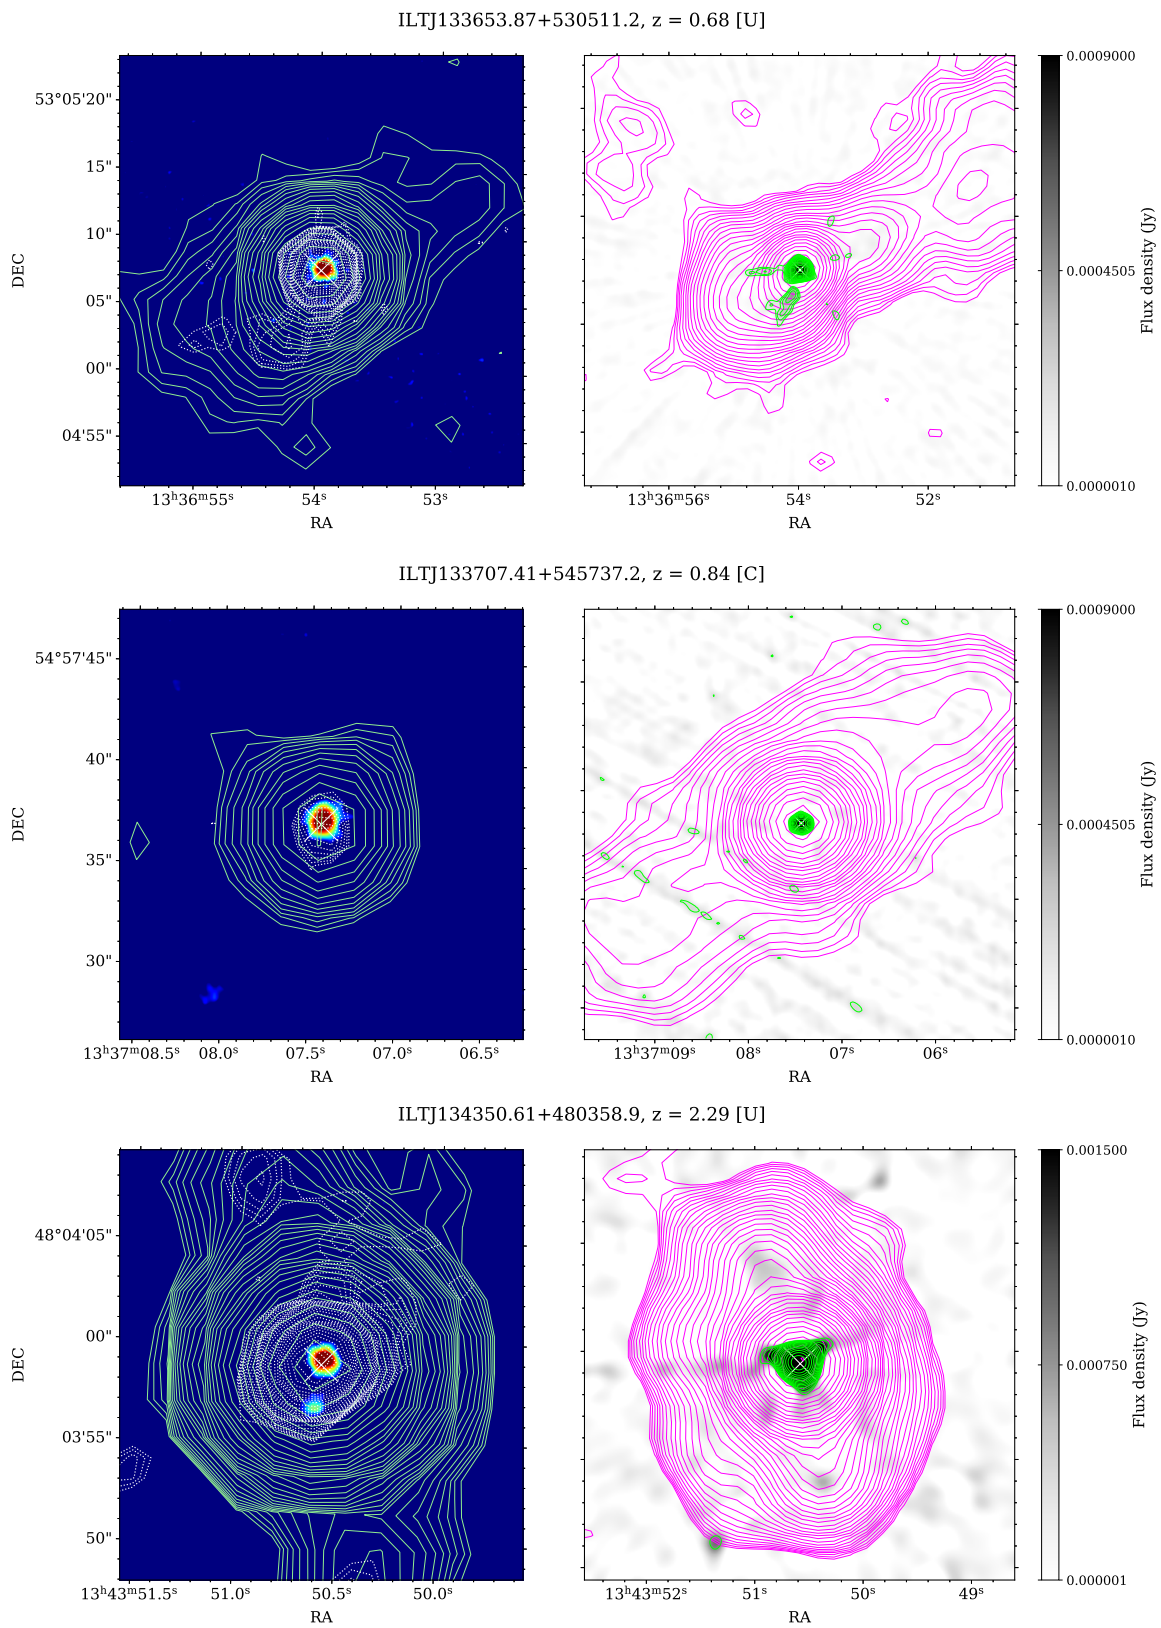 ILTJ133653.87+530511.2, z = 0.68 [U]
0.0009000
53°05'20"
15"
10"
DEC
0.0004505
Flux density (Jy)
05"
00"
04'55"
0.0000010
13ʰ36ᵐ55ˢ 54ˢ 53ˢ
13ʰ36ᵐ56ˢ 54ˢ 52ˢ
RA
RA
ILTJ133707.41+545737.2, z = 0.84 [C]
0.0009000
54°57'45"
40"
DEC
0.0004505
Flux density (Jy)
35"
30"
0.0000010
13ʰ37ᵐ08.5ˢ 08.0ˢ 07.5ˢ 07.0ˢ 06.5ˢ
13ʰ37ᵐ09ˢ 08ˢ 07ˢ 06ˢ
RA
RA
ILTJ134350.61+480358.9, z = 2.29 [U]
0.001500
48°04'05"
00"
DEC
0.000750
Flux density (Jy)
03'55"
50"
0.000001
13ʰ43ᵐ51.5ˢ 51.0ˢ 50.5ˢ 50.0ˢ
13ʰ43ᵐ52ˢ 51ˢ 50ˢ 49ˢ
RA
RA